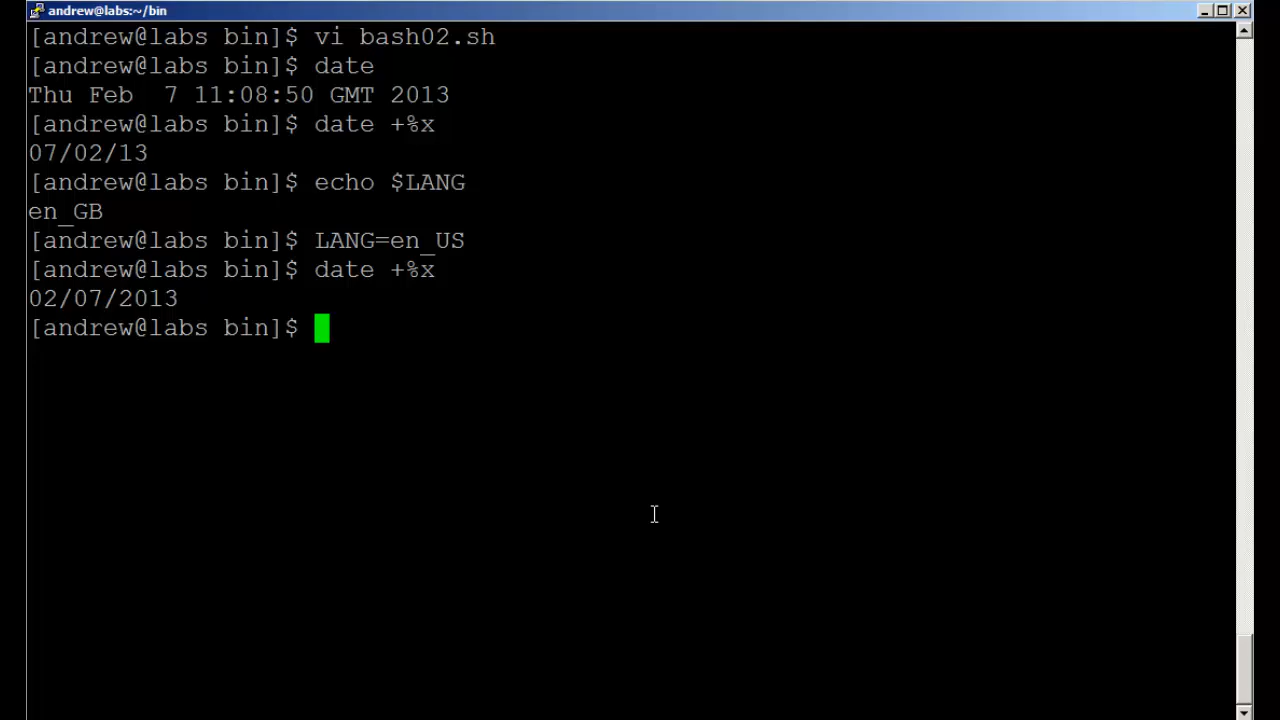 andrew@labs:~/bin
[andrew@labs bin]$ vi bash02.sh
[andrew@labs bin]$ date
Thu Feb  7 11:08:50 GMT 2013
[andrew@labs bin]$ date +%x
07/02/13
[andrew@labs bin]$ echo $LANG
en_GB
[andrew@labs bin]$ LANG=en_US
[andrew@labs bin]$ date +%x
02/07/2013
[andrew@labs bin]$